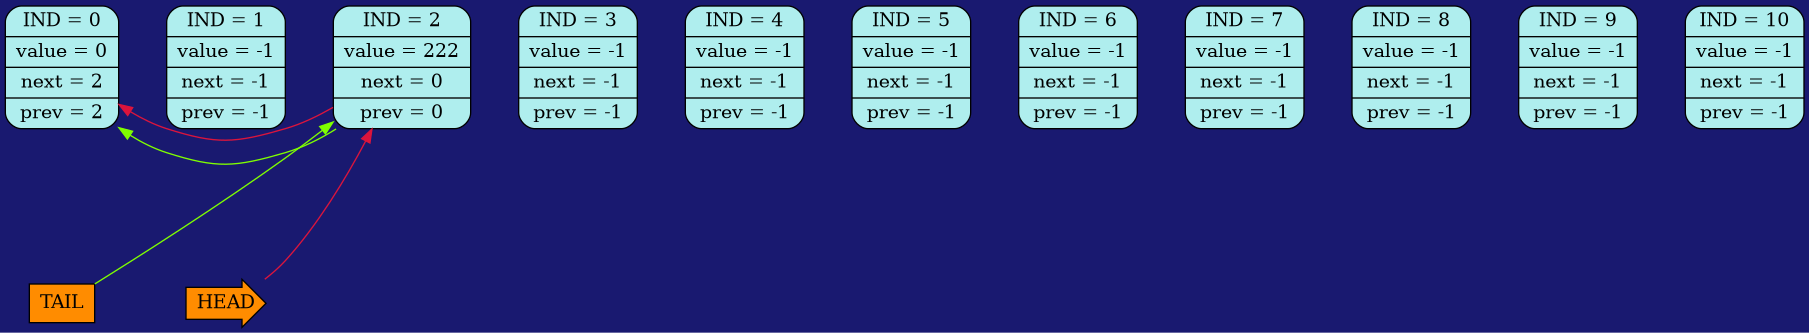 IND = 0
value = 0
next = 2
prev = 2
IND = 1
value = -1
next = -1
prev = -1
IND = 2
value = 222
next = 0
prev = 0
IND = 3
value = -1
next = -1
prev = -1
IND = 4
value = -1
next = -1
prev = -1
IND = 5
value = -1
next = -1
prev = -1
IND = 6
value = -1
next = -1
prev = -1
IND = 7
value = -1
next = -1
prev = -1
IND = 8
value = -1
next = -1
prev = -1
IND = 9
value = -1
next = -1
prev = -1
IND = 10
value = -1
next = -1
prev = -1
TAIL
HEAD